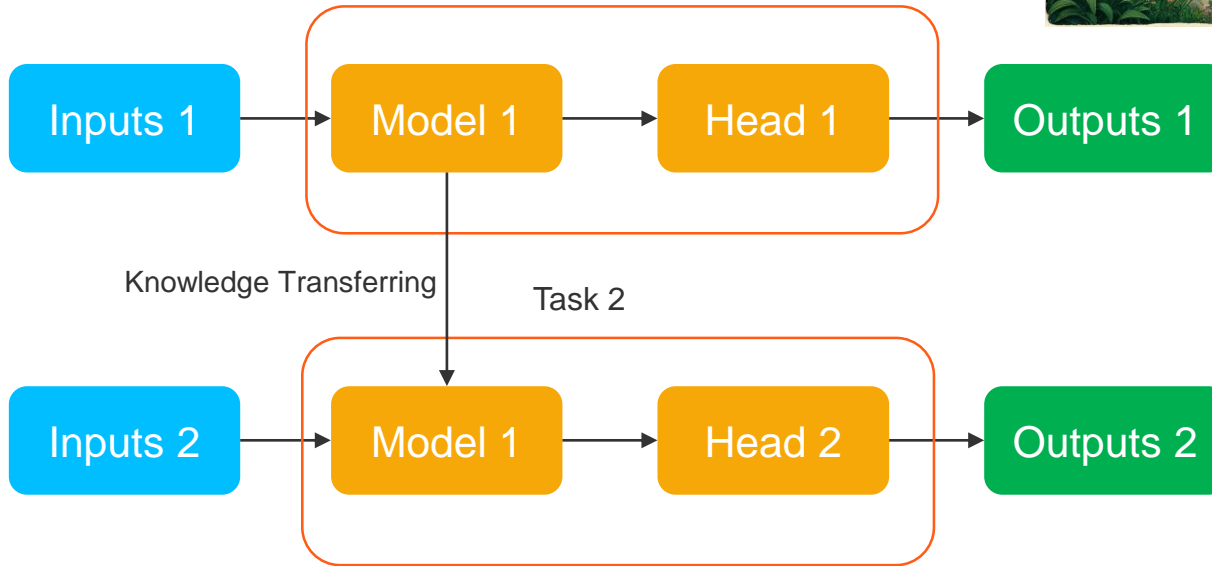 Inputs 1
Model 1
Head 1
Outputs 1
Knowledge Transferring
Task 2
Inputs 2
Model 1
Head 2
Outputs 2